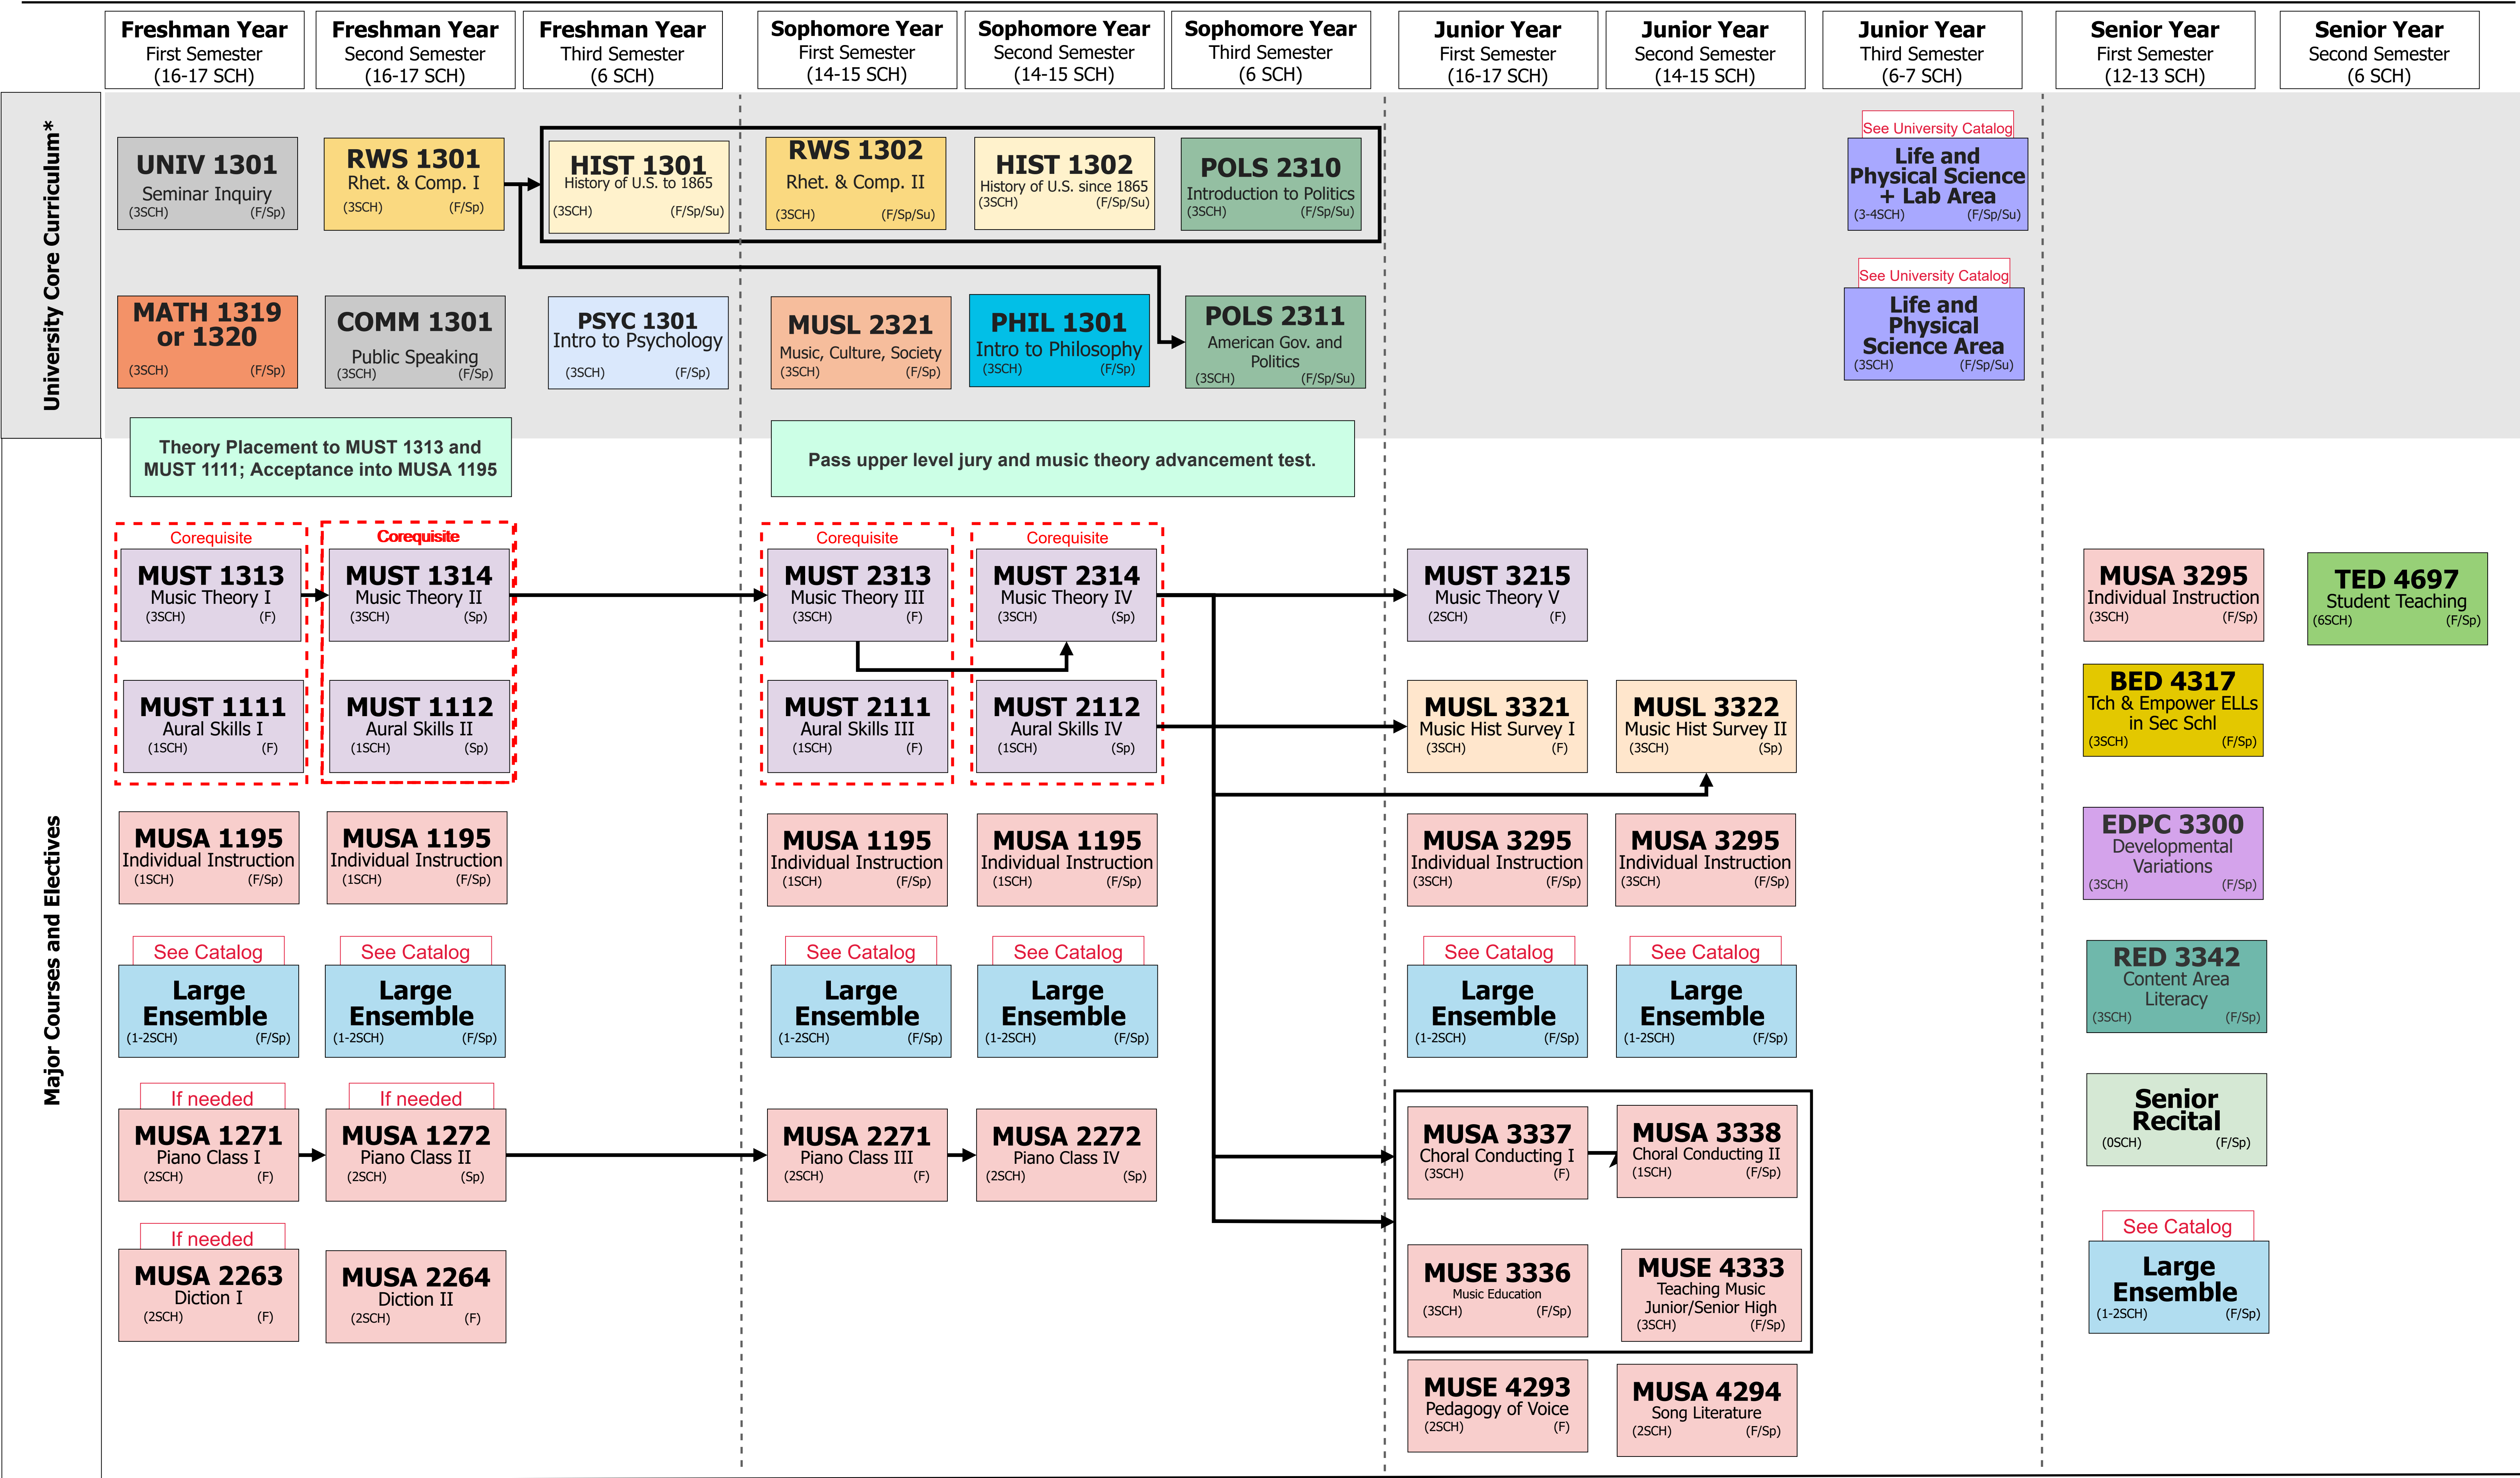 Freshman Year
First Semester
(16-17 SCH)
Freshman Year
Second Semester
(16-17 SCH)
Freshman Year
Third Semester
(6 SCH)
Sophomore Year
First Semester
(14-15 SCH)
Sophomore Year
Second Semester
(14-15 SCH)
Sophomore Year
Third Semester
(6 SCH)
Junior Year
First Semester
(16-17 SCH)
Junior Year
Second Semester
(14-15 SCH)
Junior Year
Third Semester
(6-7 SCH)
Senior Year
First Semester
(12-13 SCH)
Senior Year
Second Semester
(6 SCH)
University Core Curriculum*
UNIV 1301
Seminar Inquiry
(3SCH) (F/Sp)
RWS 1301
Rhet. & Comp. I
(3SCH) (F/Sp)
HIST 1301
History of U.S. to 1865
(3SCH) (F/Sp/Su)
RWS 1302
Rhet. & Comp. II
(3SCH) (F/Sp/Su)
HIST 1302
History of U.S. since 1865
(3SCH) (F/Sp/Su)
POLS 2310
Introduction to Politics
(3SCH) (F/Sp/Su)
See University Catalog
Life and
Physical Science
+ Lab Area
(3-4SCH) (F/Sp/Su)
MATH 1319
or 1320
(3SCH) (F/Sp)
COMM 1301
Public Speaking
(3SCH) (F/Sp)
PSYC 1301
Intro to Psychology
(3SCH) (F/Sp)
MUSL 2321
Music, Culture, Society
(3SCH) (F/Sp)
PHIL 1301
Intro to Philosophy
(3SCH) (F/Sp)
POLS 2311
American Gov. and
Politics
(3SCH) (F/Sp/Su)
See University Catalog
Life and
Physical
Science Area
(3SCH) (F/Sp/Su)
Theory Placement to MUST 1313 and
MUST 1111; Acceptance into MUSA 1195
Pass upper level jury and music theory advancement test.
Major Courses and Electives
Corequisite
MUST 1313
Music Theory I
(3SCH) (F)
Corequisite
MUST 1314
Music Theory II
(3SCH) (Sp)
Corequisite
MUST 2313
Music Theory III
(3SCH) (F)
Corequisite
MUST 2314
Music Theory IV
(3SCH) (Sp)
MUST 3215
Music Theory V
(2SCH) (F)
MUSA 3295
Individual Instruction
(3SCH) (F/Sp)
TED 4697
Student Teaching
(6SCH) (F/Sp)
MUST 1111
Aural Skills I
(1SCH) (F)
MUST 1112
Aural Skills II
(1SCH) (Sp)
MUST 2111
Aural Skills III
(1SCH) (F)
MUST 2112
Aural Skills IV
(1SCH) (Sp)
MUSL 3321
Music Hist Survey I
(3SCH) (F)
MUSL 3322
Music Hist Survey II
(3SCH) (Sp)
BED 4317
Tch & Empower ELLs
in Sec Schl
(3SCH) (F/Sp)
MUSA 1195
Individual Instruction
(1SCH) (F/Sp)
MUSA 1195
Individual Instruction
(1SCH) (F/Sp)
MUSA 1195
Individual Instruction
(1SCH) (F/Sp)
MUSA 1195
Individual Instruction
(1SCH) (F/Sp)
MUSA 3295
Individual Instruction
(3SCH) (F/Sp)
MUSA 3295
Individual Instruction
(3SCH) (F/Sp)
EDPC 3300
Developmental
Variations
(3SCH) (F/Sp)
See Catalog
Large
Ensemble
(1-2SCH) (F/Sp)
See Catalog
Large
Ensemble
(1-2SCH) (F/Sp)
See Catalog
Large
Ensemble
(1-2SCH) (F/Sp)
See Catalog
Large
Ensemble
(1-2SCH) (F/Sp)
See Catalog
Large
Ensemble
(1-2SCH) (F/Sp)
See Catalog
Large
Ensemble
(1-2SCH) (F/Sp)
RED 3342
Content Area
Literacy
(3SCH) (F/Sp)
If needed
MUSA 1271
Piano Class I
(2SCH) (F)
If needed
MUSA 1272
Piano Class II
(2SCH) (Sp)
MUSA 2271
Piano Class III
(2SCH) (F)
MUSA 2272
Piano Class IV
(2SCH) (Sp)
MUSA 3337
Choral Conducting I
(3SCH) (F)
MUSA 3338
Choral Conducting II
(1SCH) (F/Sp)
Senior
Recital
(0SCH) (F/Sp)
If needed
MUSA 2263
Diction I
(2SCH) (F)
MUSA 2264
Diction II
(2SCH) (F)
MUSE 3336
Music Education
(3SCH) (F/Sp)
MUSE 4333
Teaching Music
Junior/Senior High
(3SCH) (F/Sp)
See Catalog
Large
Ensemble
(1-2SCH) (F/Sp)
MUSE 4293
Pedagogy of Voice
(2SCH) (F)
MUSA 4294
Song Literature
(2SCH) (F/Sp)